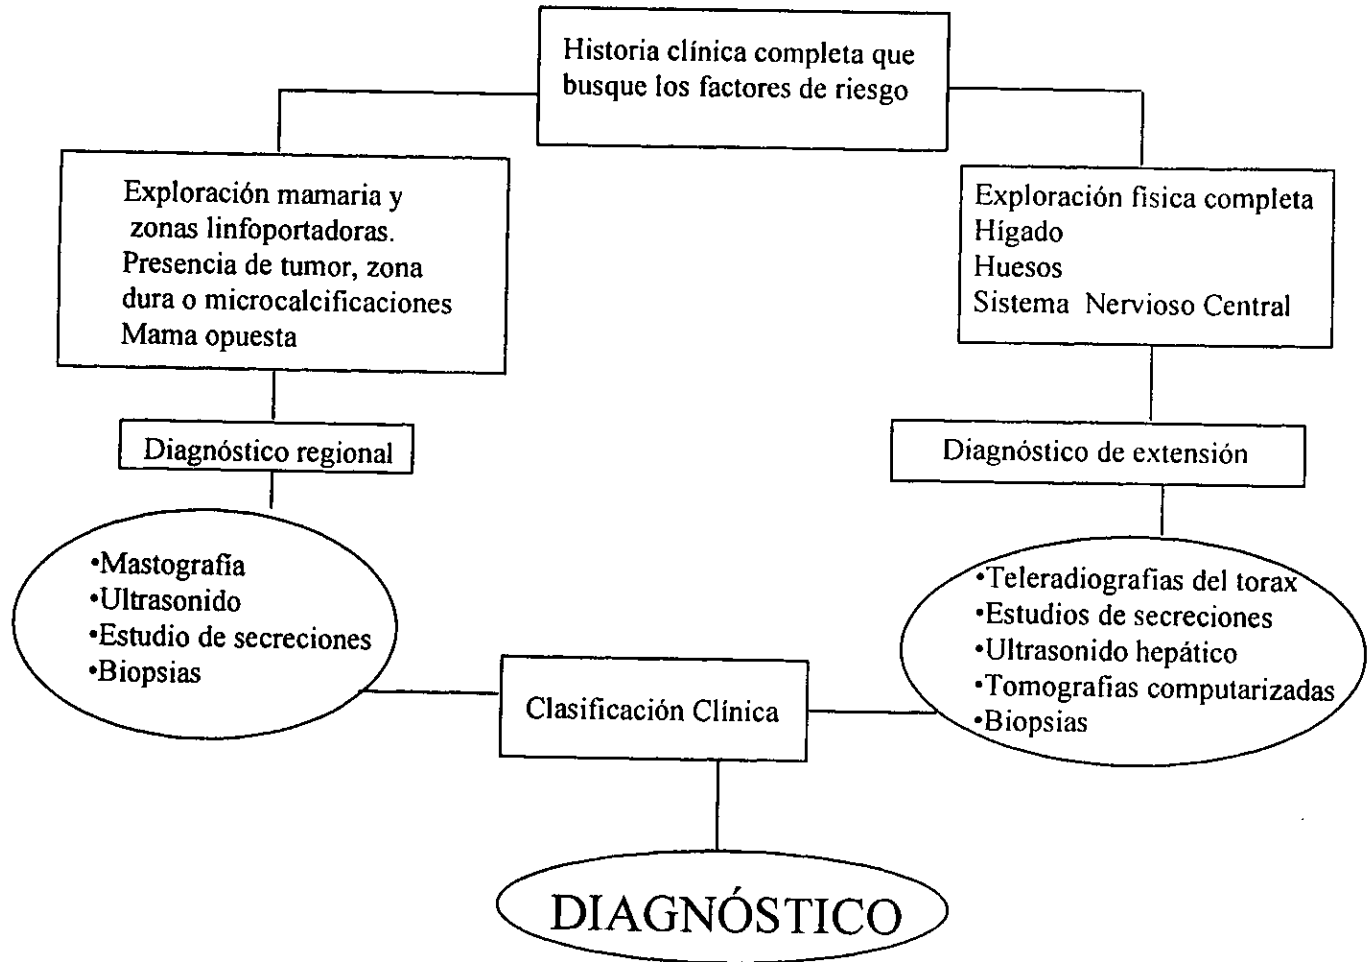 Historia clínica completa que
busque los factores de riesgo
Exploración mamaria y
zonas linfoportadoras.
Presencia de tumor, zona
dura o microcalcificaciones
Mama opuesta
Exploración fisica completa
Hígado
Huesos
Sistema Nervioso Central
Diagnóstico regional
Diagnóstico de extensión
•Mastografía
•Ultrasonido
•Estudio de secreciones
•Biopsias
•Teleradiografias del torax
•Estudios de secreciones
•Ultrasonido hepático
•Tomografias computarizadas
•Biopsias
Clasificación Clínica
DIAGNÓSTICO